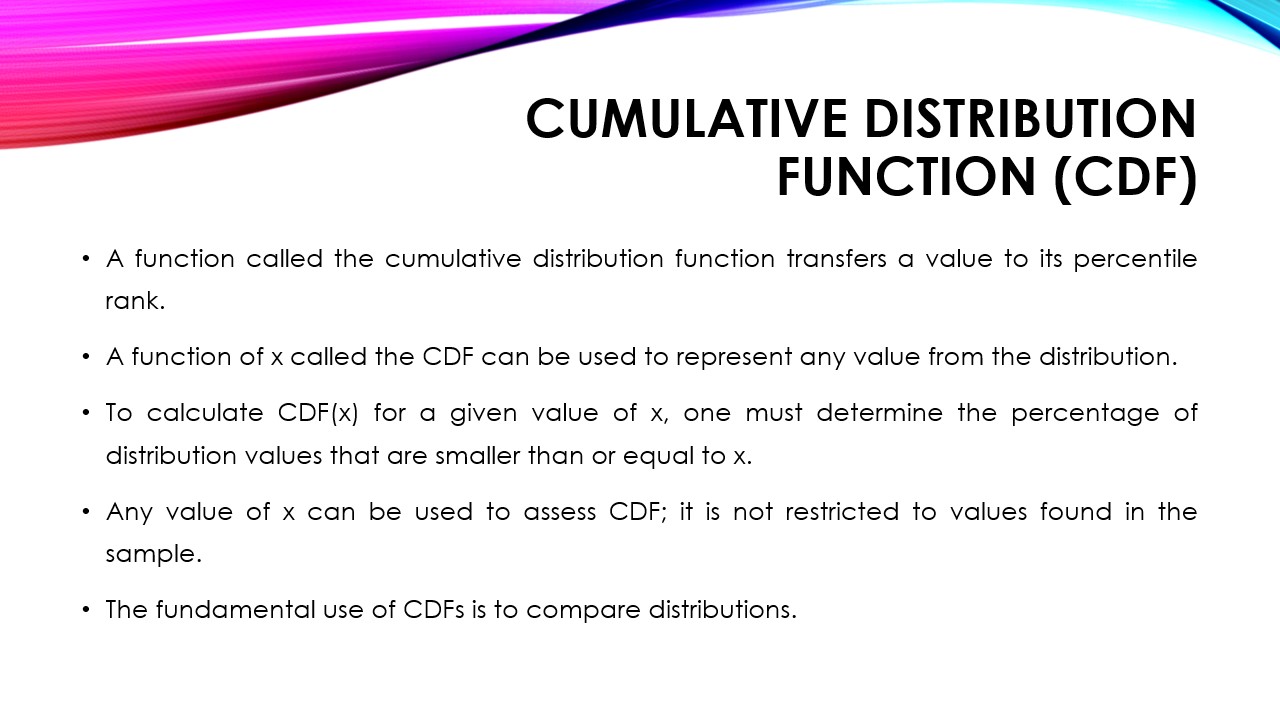 CUMULATIVE DISTRIBUTION
FUNCTION (CDF)
• A function called the cumulative distribution function transfers a value to its percentile
rank.
• A function of x called the CDF can be used to represent any value from the distribution.
• To calculate CDF(x) for a given value of x, one must determine the percentage of
distribution values that are smaller than or equal to x.
• Any value of x can be used to assess CDF; it is not restricted to values found in the
sample.
• The fundamental use of CDFs is to compare distributions.